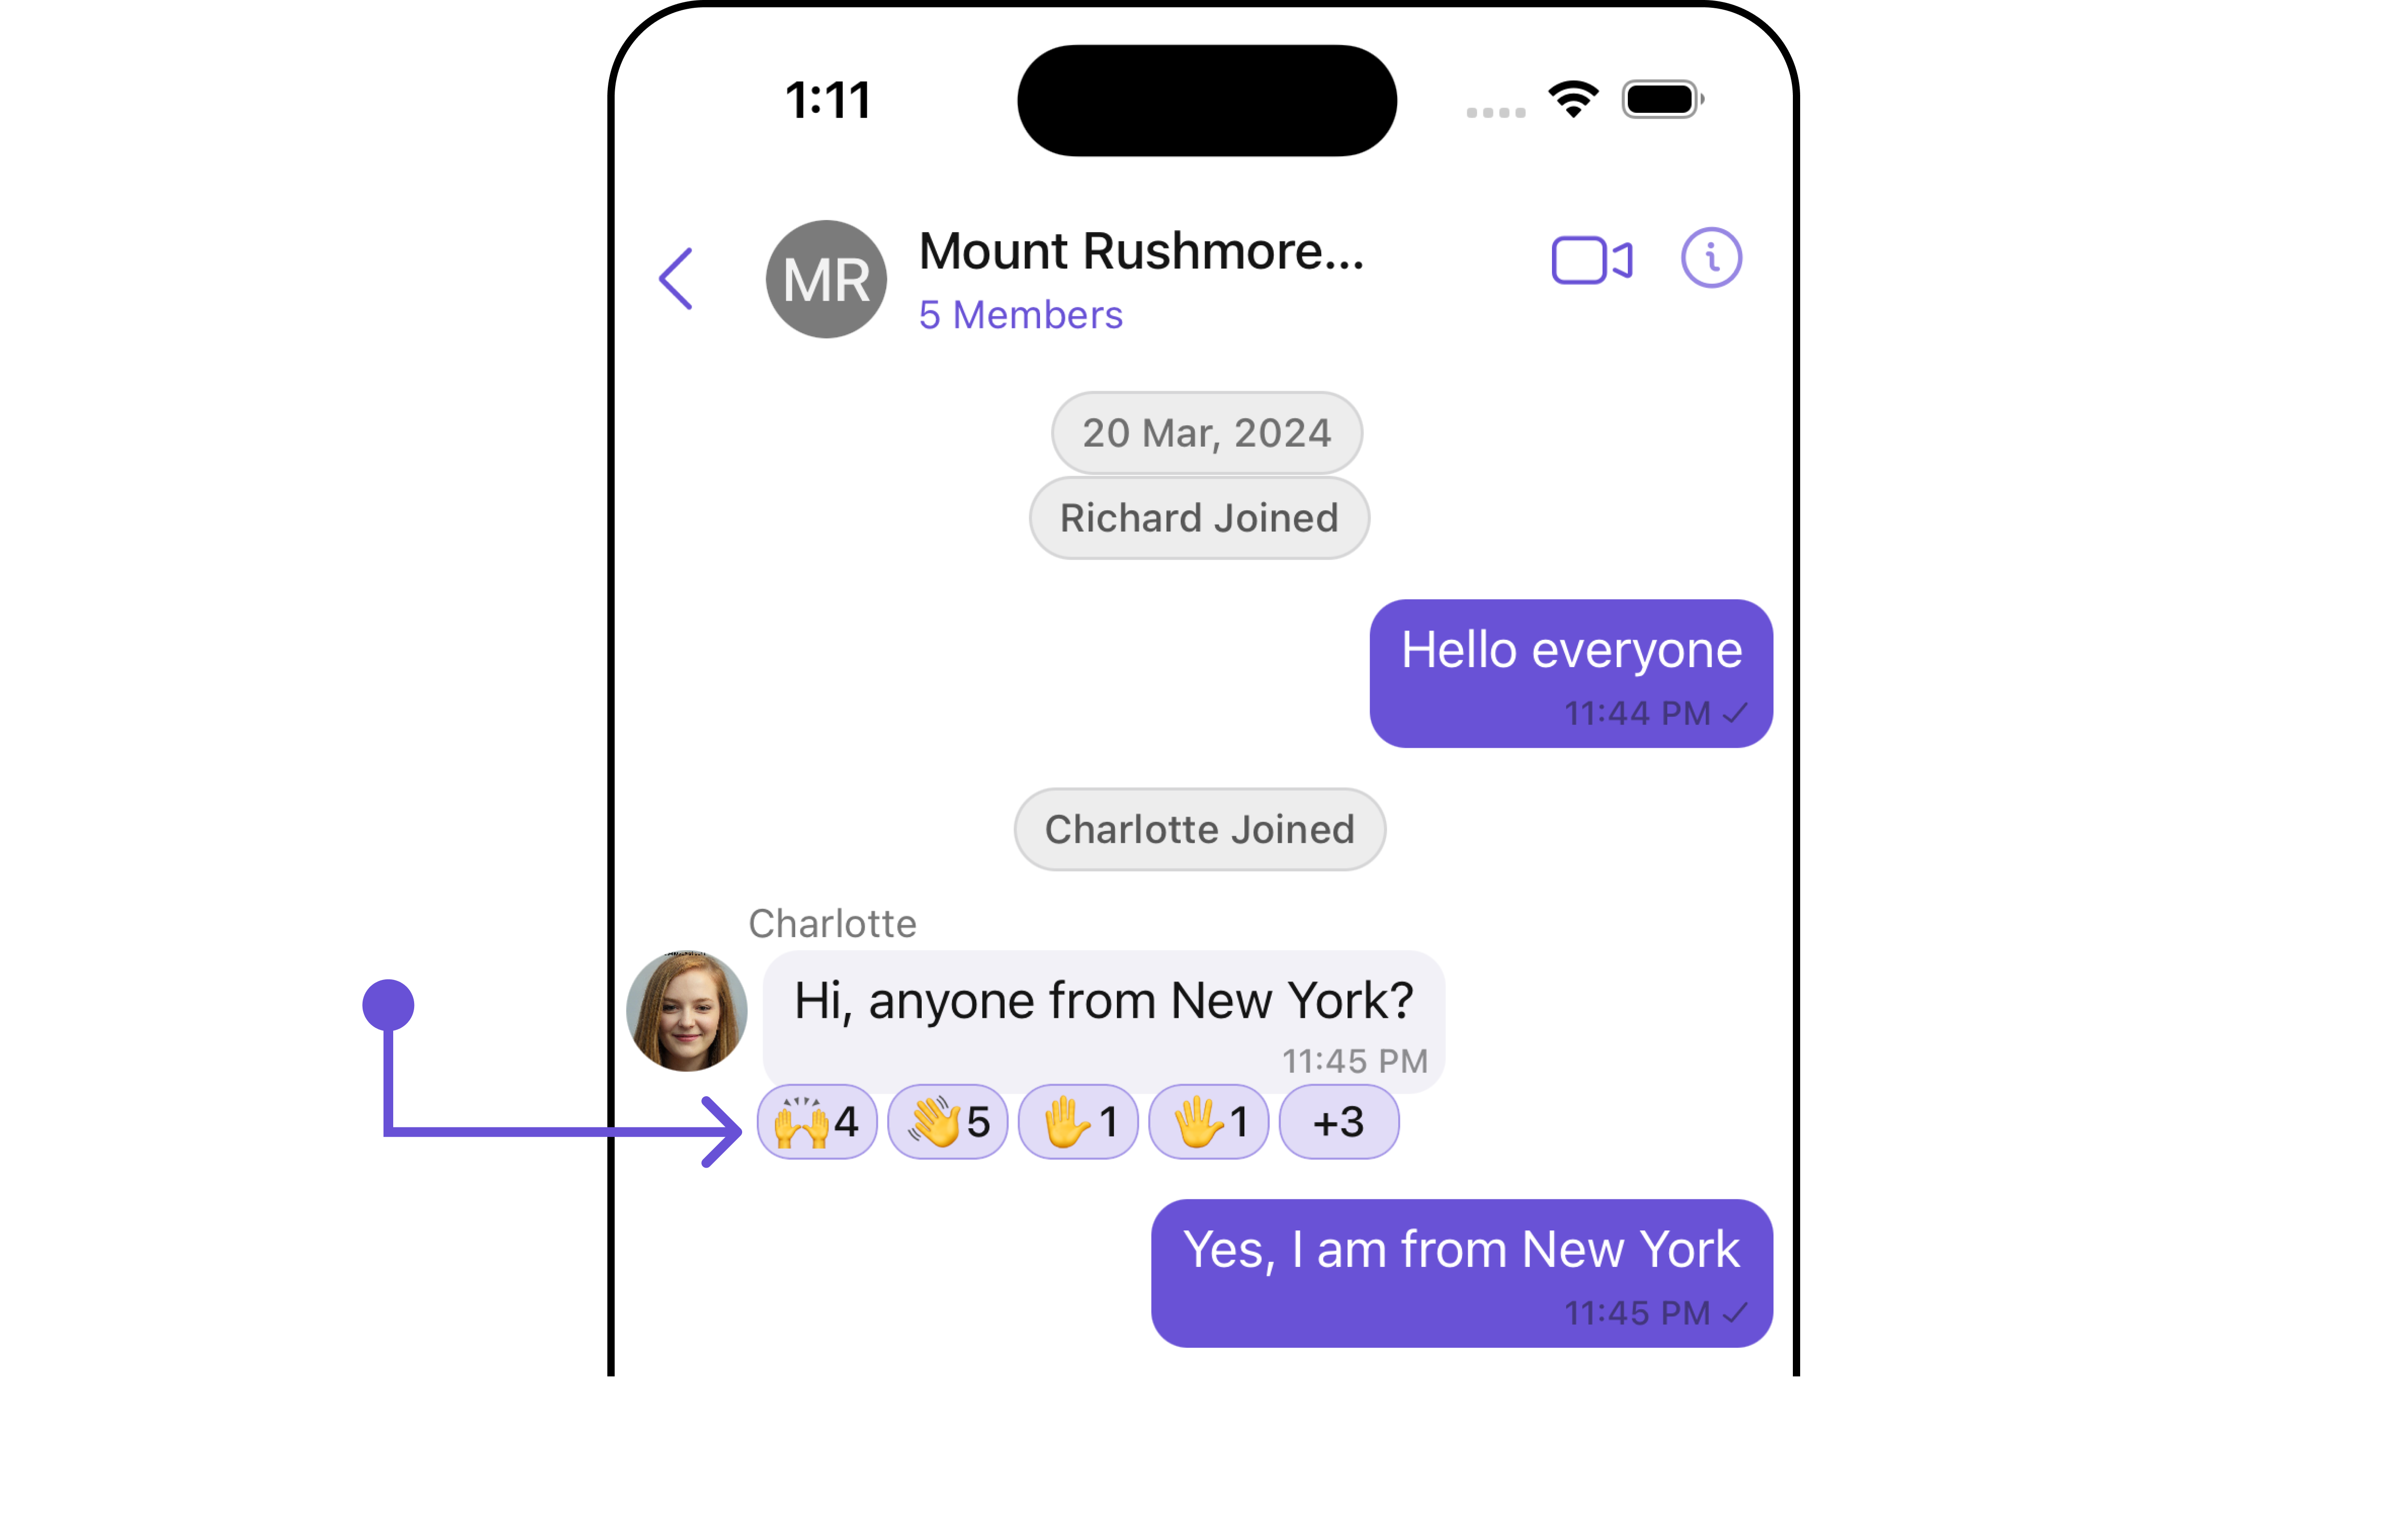 1:11
MR
Mount Rushmore...
5 Members
20 Mar, 2024
Richard Joined
Hello everyone
11:44 PM
Charlotte Joined
Charlotte
Hi, anyone from New York?
11:45 PM
🙌4 👋5 ✋1 🖐1 +3
Yes, I am from New York
11:45 PM